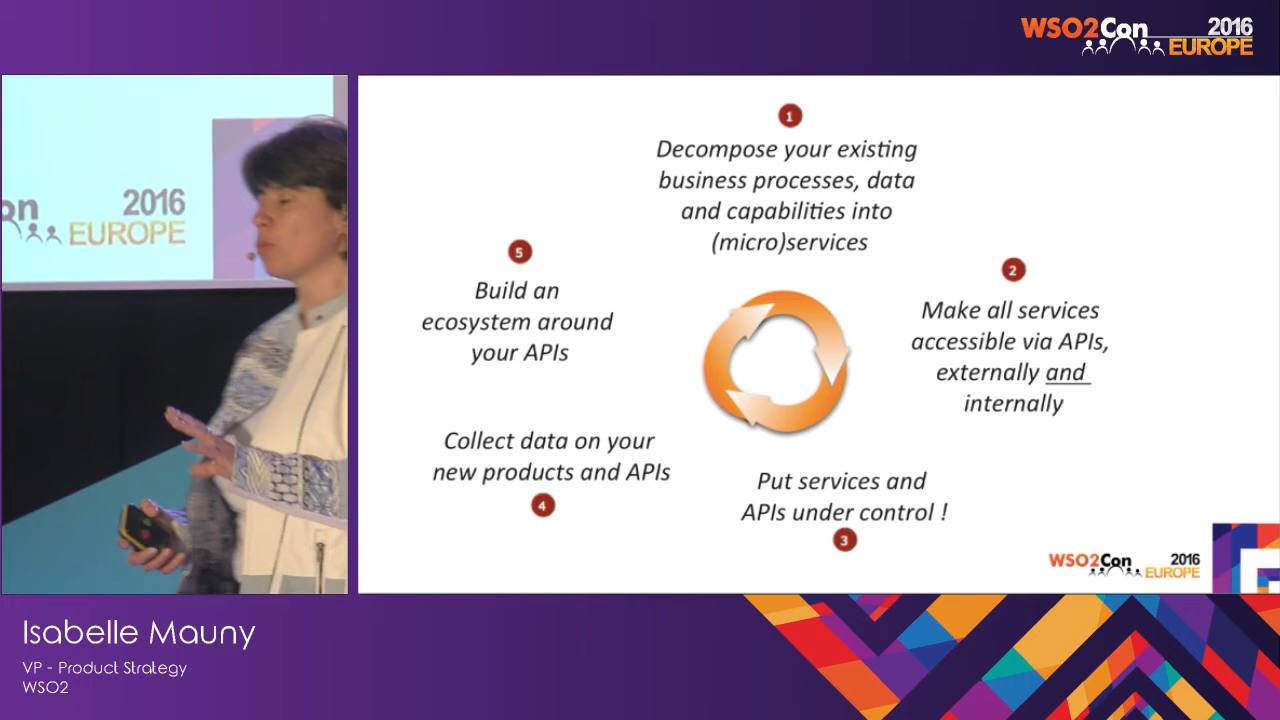 WSO2Con 2016
EUROPE
on 2016
EUROPE
1
Decompose your existing
business processes, data
and capabilities into
(micro)services
2
Make all services
accessible via APIs,
externally and
internally
3
Put services and
APIs under control !
4
Collect data on your
new products and APIs
5
Build an
ecosystem around
your APIs
WSO2Con 2016
EUROPE
Isabelle Mauny
VP - Product Strategy
WSO2